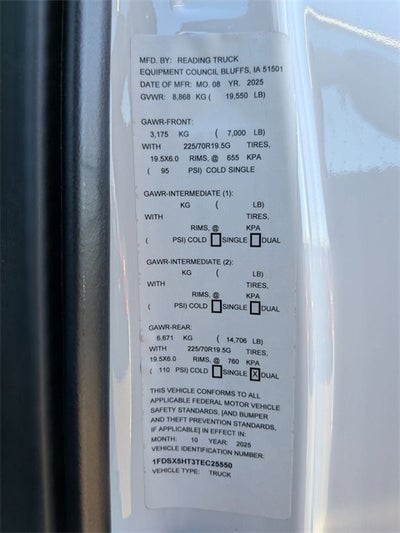 MFD. BY: READING TRUCK
EQUIPMENT COUNCIL BLUFFS, IA 51501
DATE OF MFR: MO. 08 YR. 2025
GVWR: 8,868 KG ( 19,550 LB)
GAWR-FRONT:
3,175 KG ( 7,000 LB)
WITH 225/70R19.5G TIRES,
19.5X6.0 RIMS, @ 655 KPA
( 95 PSI) COLD SINGLE
GAWR-INTERMEDIATE (1):
KG ( LB)
WITH TIRES,
RIMS, @ KPA
( PSI) COLD SINGLE DUAL
GAWR-INTERMEDIATE (2):
KG ( LB)
WITH TIRES,
RIMS, @ KPA
( PSI) COLD SINGLE DUAL
GAWR-REAR:
6,671 KG ( 14,706 LB)
WITH 225/70R19.5G TIRES,
19.5X6.0 RIMS, @ 760 KPA
( 110 PSI) COLD SINGLE X DUAL
THIS VEHICLE CONFORMS TO ALL
APPLICABLE FEDERAL MOTOR VEHICLE
SAFETY STANDARDS, [AND BUMPER
AND THEFT PREVENTION STANDARDS,
IF APPLICABLE] IN EFFECT IN:
MONTH: 10 YEAR: 2025
VEHICLE IDENTIFICATION NUMBER:
1FDSX5HT3TEC25550
VEHICLE TYPE: TRUCK